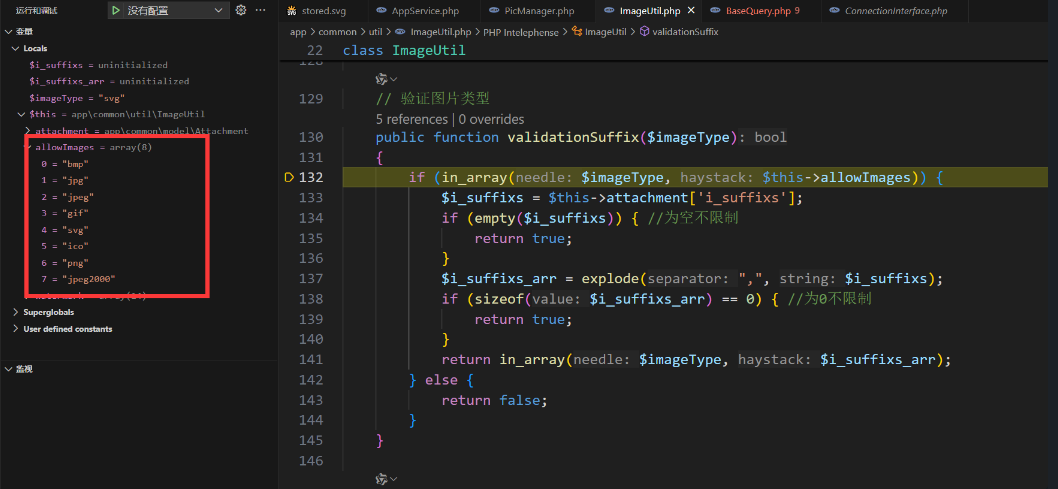 运行和调试 没有配置 ···
stored.svg AppService.php PicManager.php ImageUtil.php BaseQuery.php 9 ConnectionInterface.php
app > common > util > ImageUtil.php > PHP Intelephense > ImageUtil > validationSuffix
变量
Locals
$i_suffixs = uninitialized
$i_suffixs_arr = uninitialized
$imageType = "svg"
$this = app\common\util\ImageUtil
attachment = app\common\model\Attachment
allowImages = array(8)
0 = "bmp"
1 = "jpg"
2 = "jpeg"
3 = "gif"
4 = "svg"
5 = "ico"
6 = "png"
7 = "jpeg2000"
Superglobals
User defined constants
监视
22 class ImageUtil
128
129 // 验证图片类型
5 references | 0 overrides
130 public function validationSuffix($imageType): bool
131 {
132 if (in_array(needle: $imageType, haystack: $this->allowImages)) {
133 $i_suffixs = $this->attachment['i_suffixs'];
134 if (empty($i_suffixs)) { //为空不限制
135 return true;
136 }
137 $i_suffixs_arr = explode(separator: ",", string: $i_suffixs);
138 if (sizeof(value: $i_suffixs_arr) == 0) { //为0不限制
139 return true;
140 }
141 return in_array(needle: $imageType, haystack: $i_suffixs_arr);
142 } else {
143 return false;
144 }
145 }
146